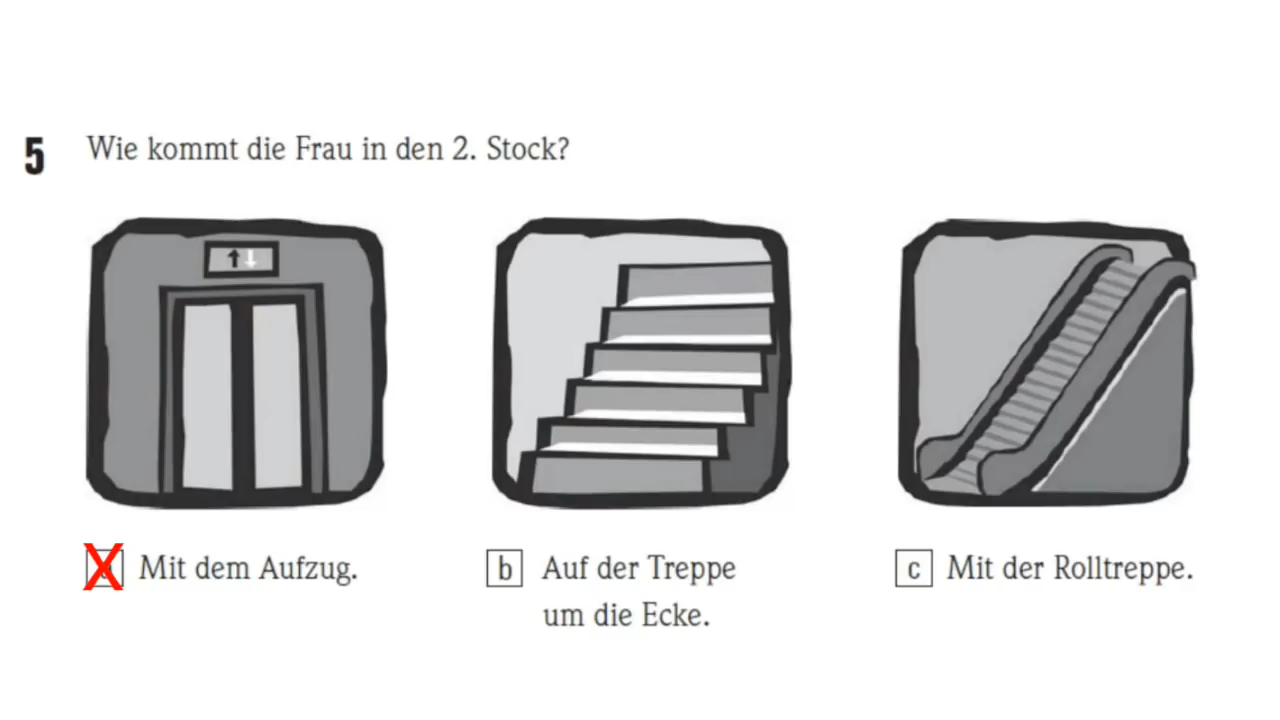 5 Wie kommt die Frau in den 2. Stock?
X Mit dem Aufzug.
b Auf der Treppe
um die Ecke.
c Mit der Rolltreppe.